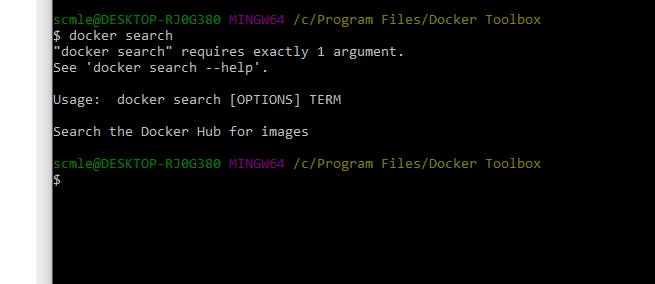 scmle@DESKTOP-RJ0G380 MINGW64 /c/Program Files/Docker Toolbox
$ docker search
"docker search" requires exactly 1 argument.
See 'docker search --help'.
Usage:  docker search [OPTIONS] TERM
Search the Docker Hub for images
scmle@DESKTOP-RJ0G380 MINGW64 /c/Program Files/Docker Toolbox
$